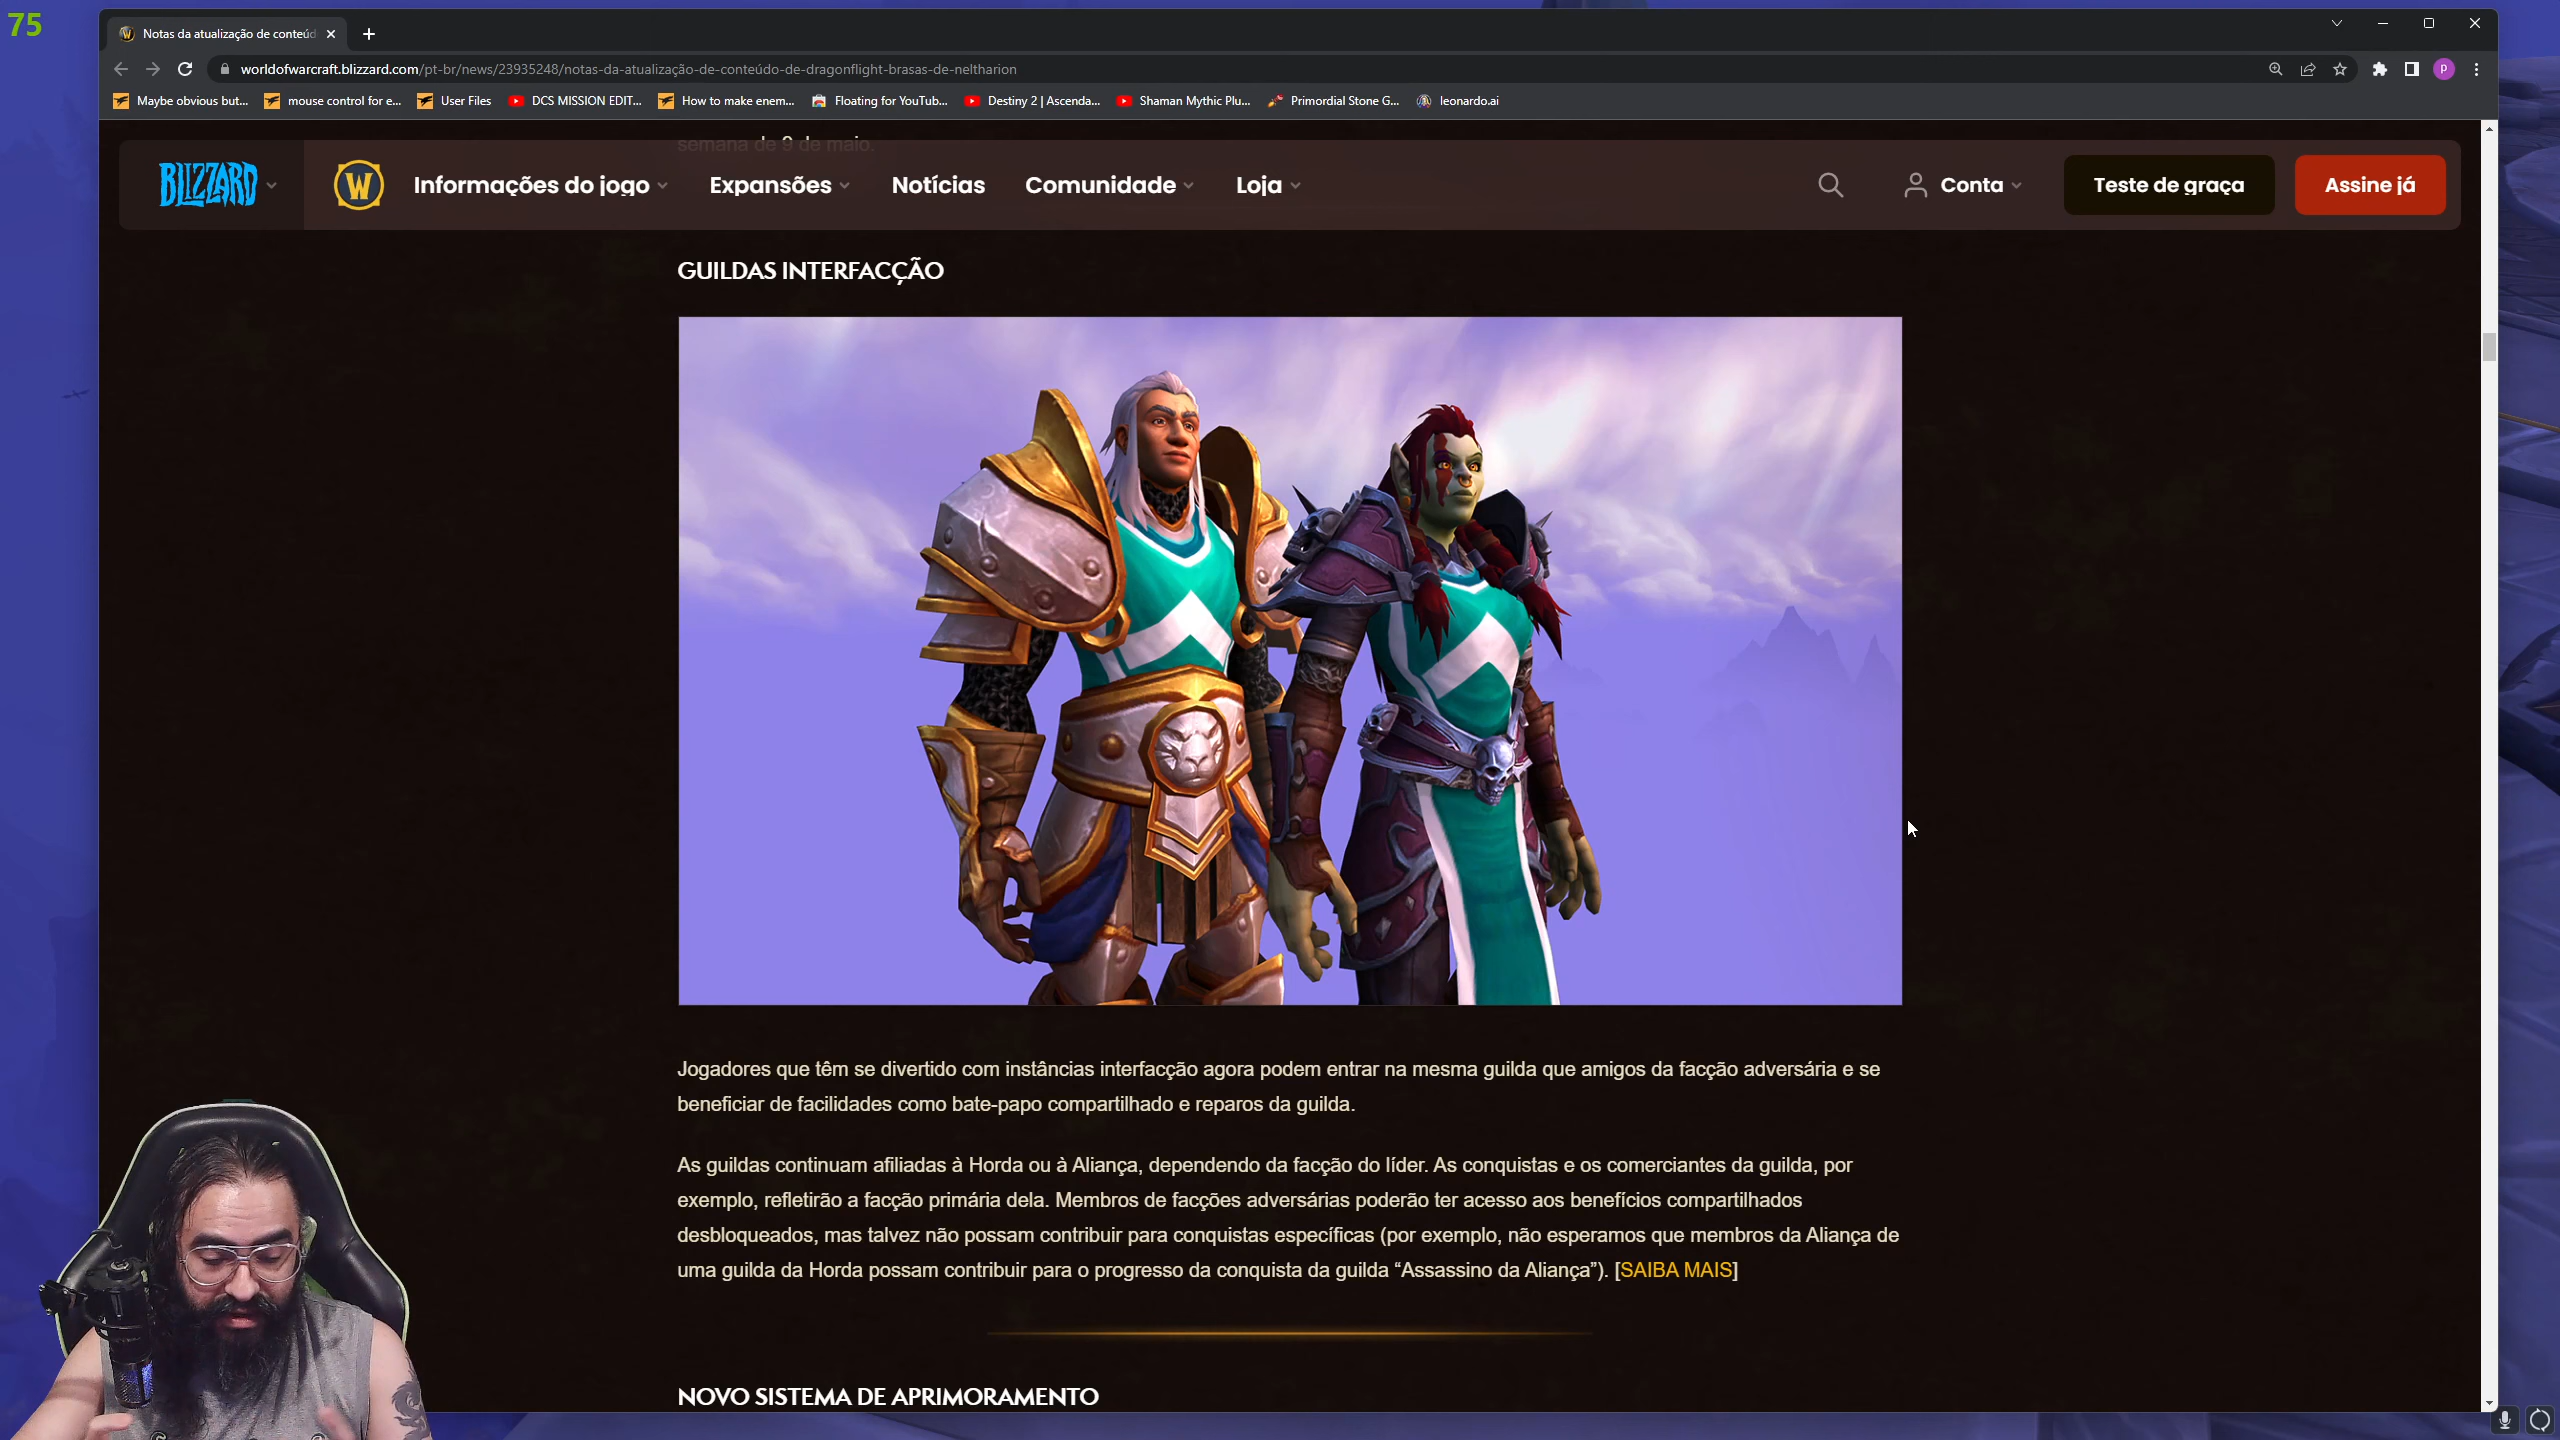 75
Notas da atualização de conteúd
worldofwarcraft.blizzard.com/pt-br/news/23935248/notas-da-atualização-de-conteúdo-de-dragonflight-brasas-de-neltharion
P
Maybe obvious but... mouse control for e... User Files DCS MISSION EDIT... How to make enem... Floating for YouTub... Destiny 2 | Ascenda... Shaman Mythic Plu... Primordial Stone G... leonardo.ai
semana de 9 de maio.
BLIZZARD W Informações do jogo Expansões Notícias Comunidade Loja Conta Teste de graça Assine já
GUILDAS INTERFACÇÃO
Jogadores que têm se divertido com instâncias interfacção agora podem entrar na mesma guilda que amigos da facção adversária e se
beneficiar de facilidades como bate-papo compartilhado e reparos da guilda.
As guildas continuam afiliadas à Horda ou à Aliança, dependendo da facção do líder. As conquistas e os comerciantes da guilda, por
exemplo, refletirão a facção primária dela. Membros de facções adversárias poderão ter acesso aos benefícios compartilhados
desbloqueados, mas talvez não possam contribuir para conquistas específicas (por exemplo, não esperamos que membros da Aliança de
uma guilda da Horda possam contribuir para o progresso da conquista da guilda “Assassino da Aliança”). [SAIBA MAIS]
NOVO SISTEMA DE APRIMORAMENTO